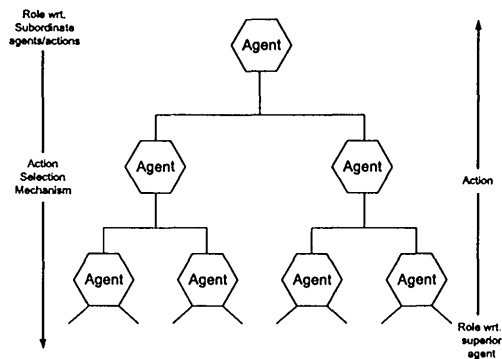 Role wrt.
Subordinate
agents/actions
Agent
Agent
Agent
Action
Selection
Mechanism
Action
Agent
Agent
Agent
Agent
Role wrt.
superior
agent